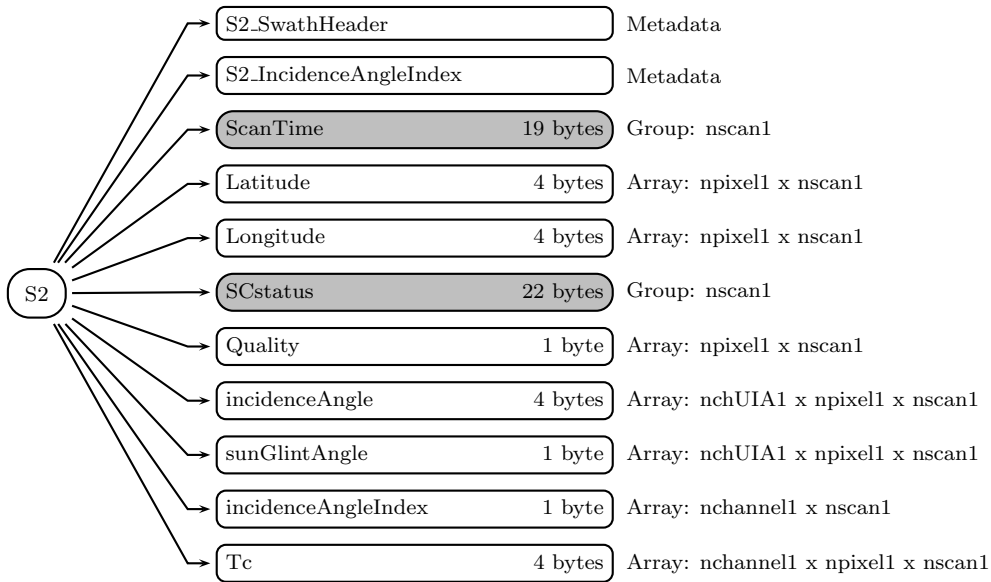 S2_SwathHeader Metadata
S2_IncidenceAngleIndex Metadata
ScanTime 19 bytes Group: nscan1
Latitude 4 bytes Array: npixel1 x nscan1
Longitude 4 bytes Array: npixel1 x nscan1
S2
SCstatus 22 bytes Group: nscan1
Quality 1 byte Array: npixel1 x nscan1
incidenceAngle 4 bytes Array: nchUIA1 x npixel1 x nscan1
sunGlintAngle 1 byte Array: nchUIA1 x npixel1 x nscan1
incidenceAngleIndex 1 byte Array: nchannel1 x nscan1
Tc 4 bytes Array: nchannel1 x npixel1 x nscan1